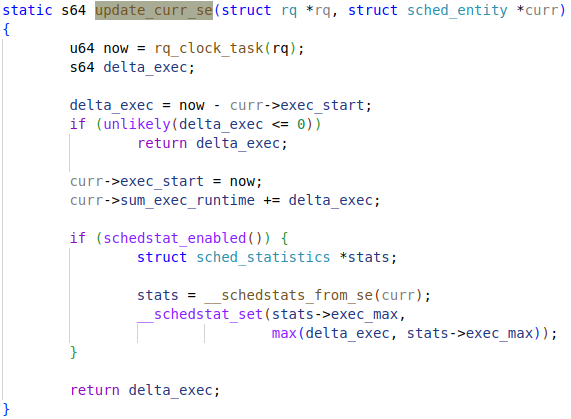 static s64 update_curr_se(struct rq *rq, struct sched_entity *curr)
{
        u64 now = rq_clock_task(rq);
        s64 delta_exec;

        delta_exec = now - curr->exec_start;
        if (unlikely(delta_exec <= 0))
                return delta_exec;

        curr->exec_start = now;
        curr->sum_exec_runtime += delta_exec;

        if (schedstat_enabled()) {
                struct sched_statistics *stats;

                stats = __schedstats_from_se(curr);
                __schedstat_set(stats->exec_max,
                                max(delta_exec, stats->exec_max));
        }

        return delta_exec;
}